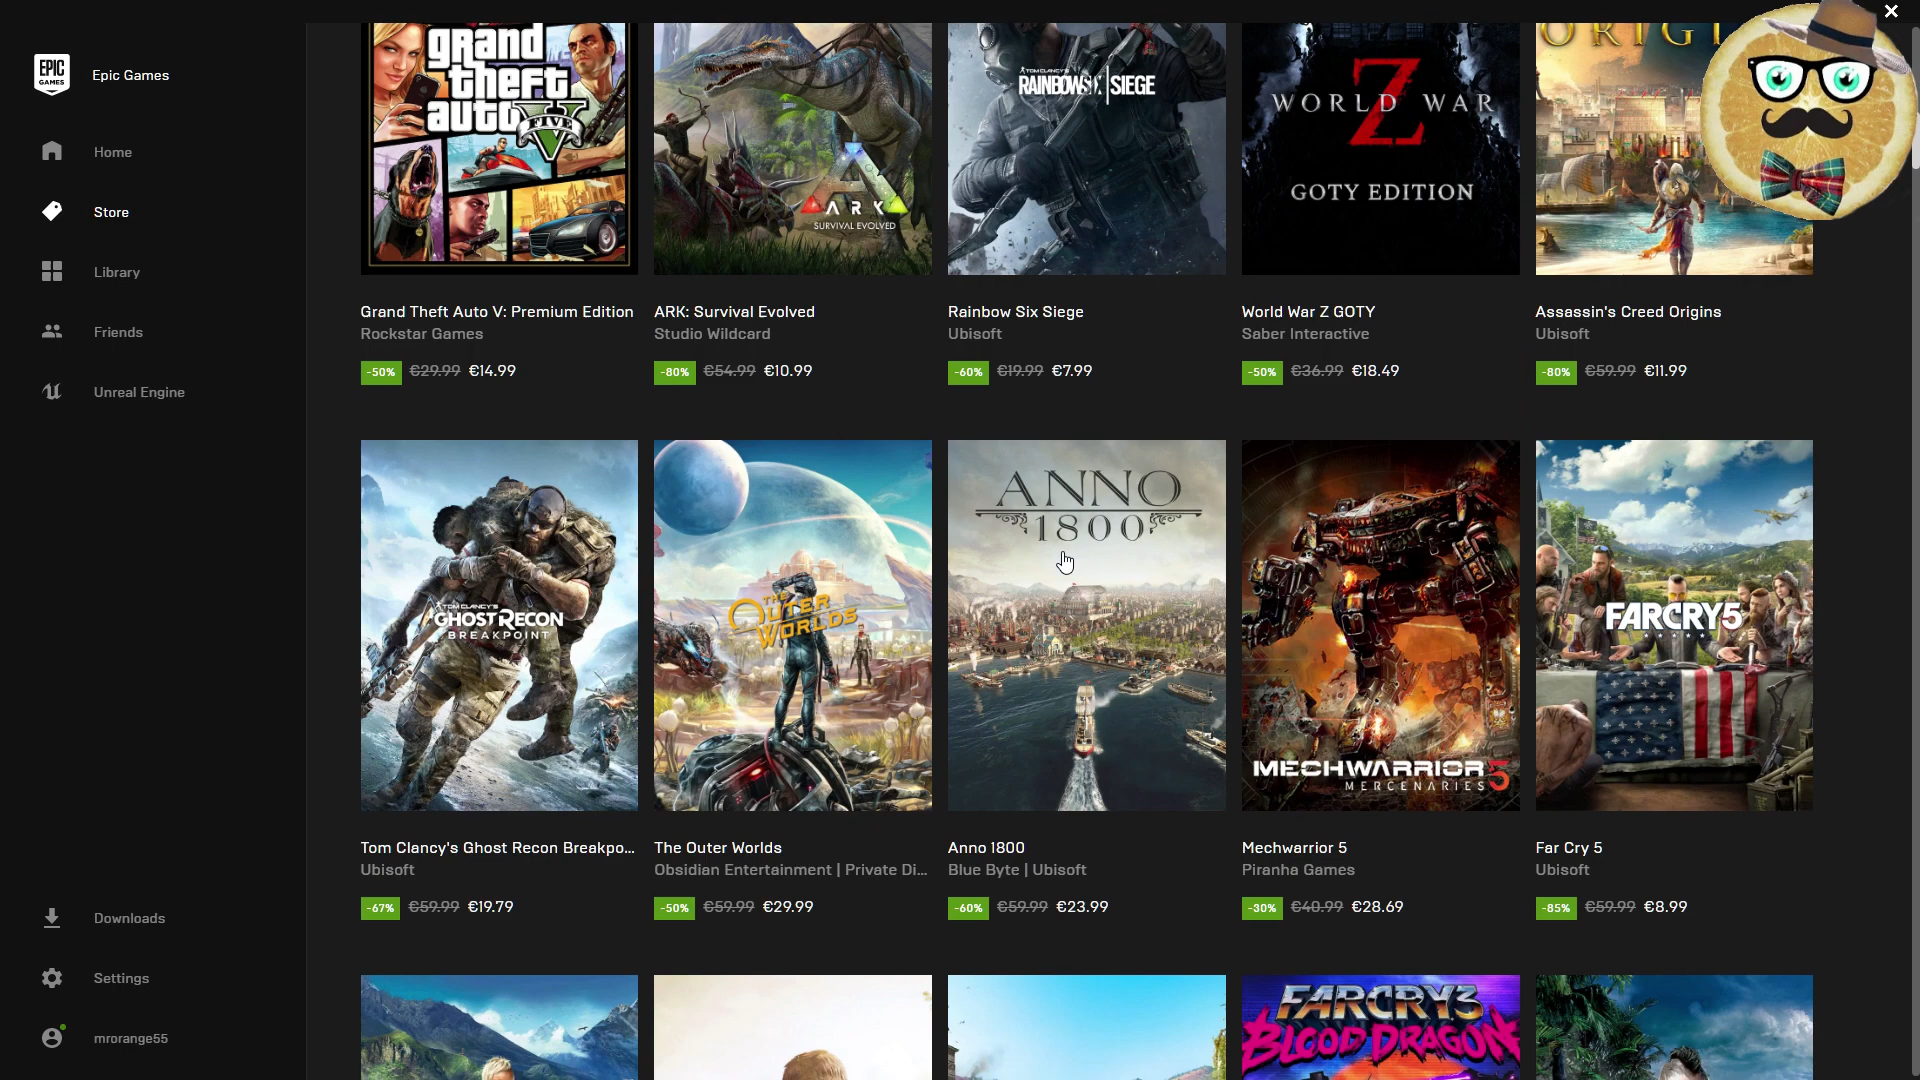 EPIC
GAMES
Epic Games
Home
Store
Library
Friends
Unreal Engine
Downloads
Settings
mrorange55
grand
theft
auto V
FIVE
ARK
SURVIVAL EVOLVED
TOM CLANCY'S
RAINBOW SIX | SIEGE
WORLD WAR
Z
GOTY EDITION
ORIGI
Grand Theft Auto V: Premium Edition
Rockstar Games
-50% €29.99 €14.99
ARK: Survival Evolved
Studio Wildcard
-80% €54.99 €10.99
Rainbow Six Siege
Ubisoft
-60% €19.99 €7.99
World War Z GOTY
Saber Interactive
-50% €36.99 €18.49
Assassin's Creed Origins
Ubisoft
-80% €59.99 €11.99
TOM CLANCY'S
GHOST RECON
BREAKPOINT
THE
OUTER
WORLDS
ANNO
1800
MECHWARRIOR 5
MERCENARIES
FARCRY5
Tom Clancy's Ghost Recon Breakpo...
Ubisoft
-67% €59.99 €19.79
The Outer Worlds
Obsidian Entertainment | Private Di...
-50% €59.99 €29.99
Anno 1800
Blue Byte | Ubisoft
-60% €59.99 €23.99
Mechwarrior 5
Piranha Games
-30% €40.99 €28.69
Far Cry 5
Ubisoft
-85% €59.99 €8.99
FARCRY3
BLOOD DRAGON